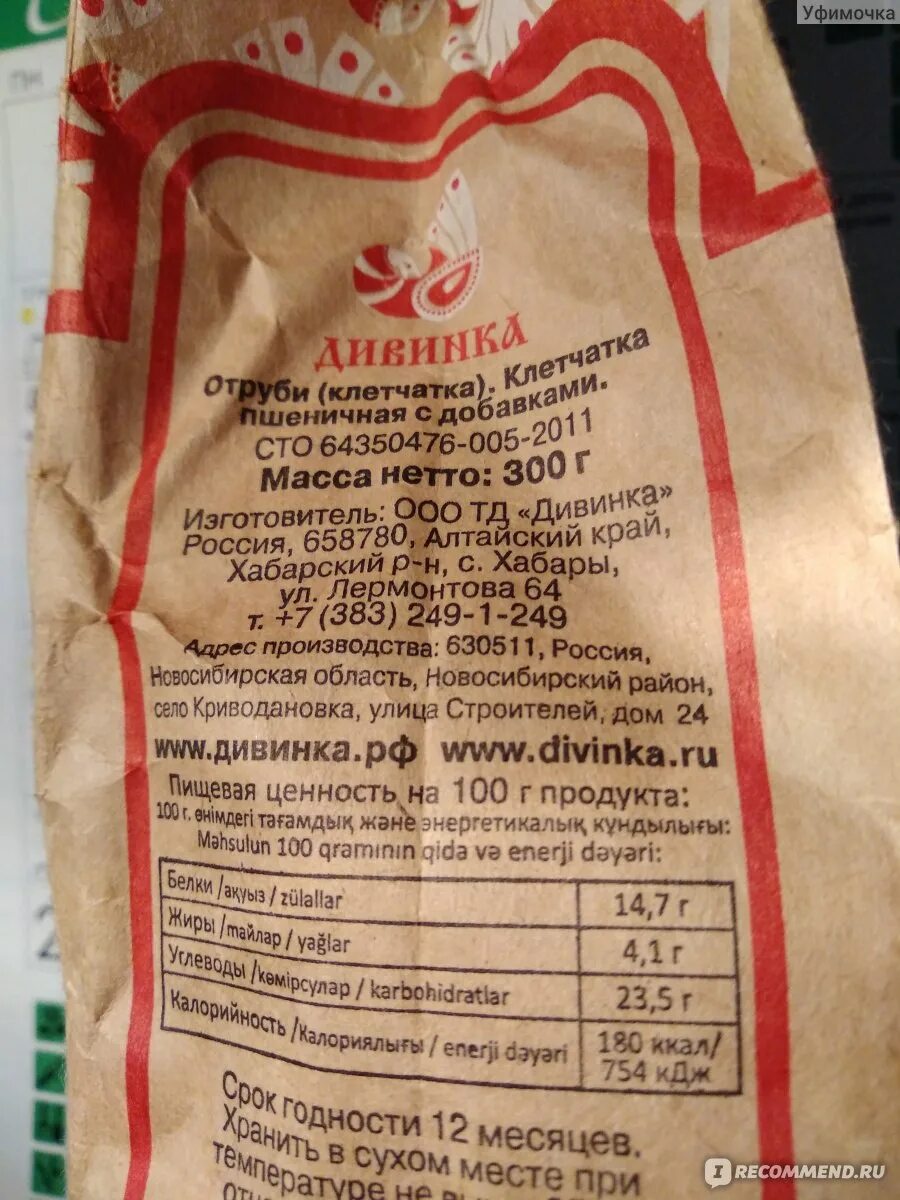 Уфимочка
ПН
ДИВИНКА
Отруби (клетчатка). Клетчатка
пшеничная с добавками.
СТО 64350476-005-2011
Масса нетто: 300 г
Изготовитель: ООО ТД «Дивинка»
Россия, 658780, Алтайский край,
Хабарский р-н, с. Хабары,
ул. Лермонтова 64
т. +7 (383) 249-1-249
Адрес производства: 630511, Россия,
Новосибирская область, Новосибирский район,
село Криводановка, улица Строителей, дом 24
www.дивинка.рф www.divinka.ru
Пищевая ценность на 100 г продукта:
100 г. өнімдегі тағамдық және энергетикалық құндылығы:
Məhsulun 100 qramının qida və enerji dəyəri:
Белки /ақуыз / zülallar 14,7 г
Жиры /майлар / yağlar 4,1 г
Углеводы /көмірсулар / karbohidratlar 23,5 г
Калорийность /Калориялығы / enerji dəyəri 180 ккал/
754 кДж
Срок годности 12 месяцев.
Хранить в сухом месте при
температуре не
IRECOMMEND.RU